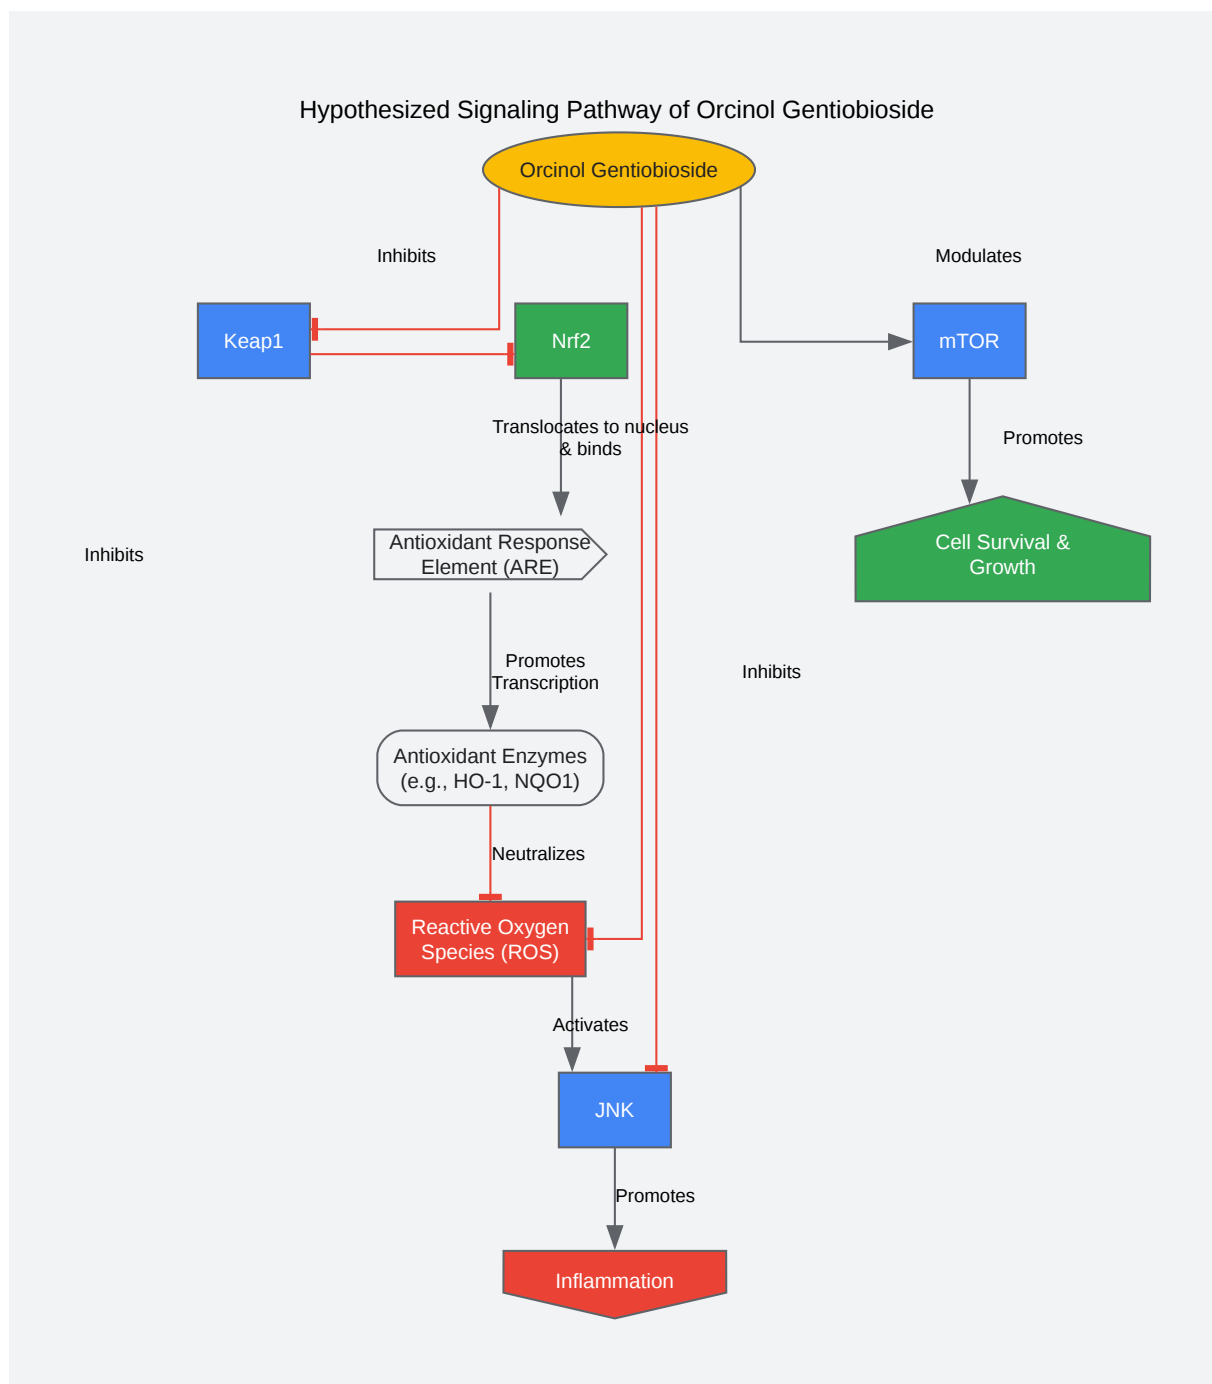 Hypothesized Signaling Pathway of Orcinol Gentiobioside
Orcinol Gentiobioside
Inhibits
Modulates
Keap1
Nrf2
mTOR
Translocates to nucleus
& binds
Promotes
Inhibits
Antioxidant Response
Element (ARE)
Cell Survival &
Growth
Promotes
Transcription
Inhibits
Antioxidant Enzymes
(e.g., HO-1, NQO1)
Neutralizes
Reactive Oxygen
Species (ROS)
Activates
JNK
Promotes
Inflammation